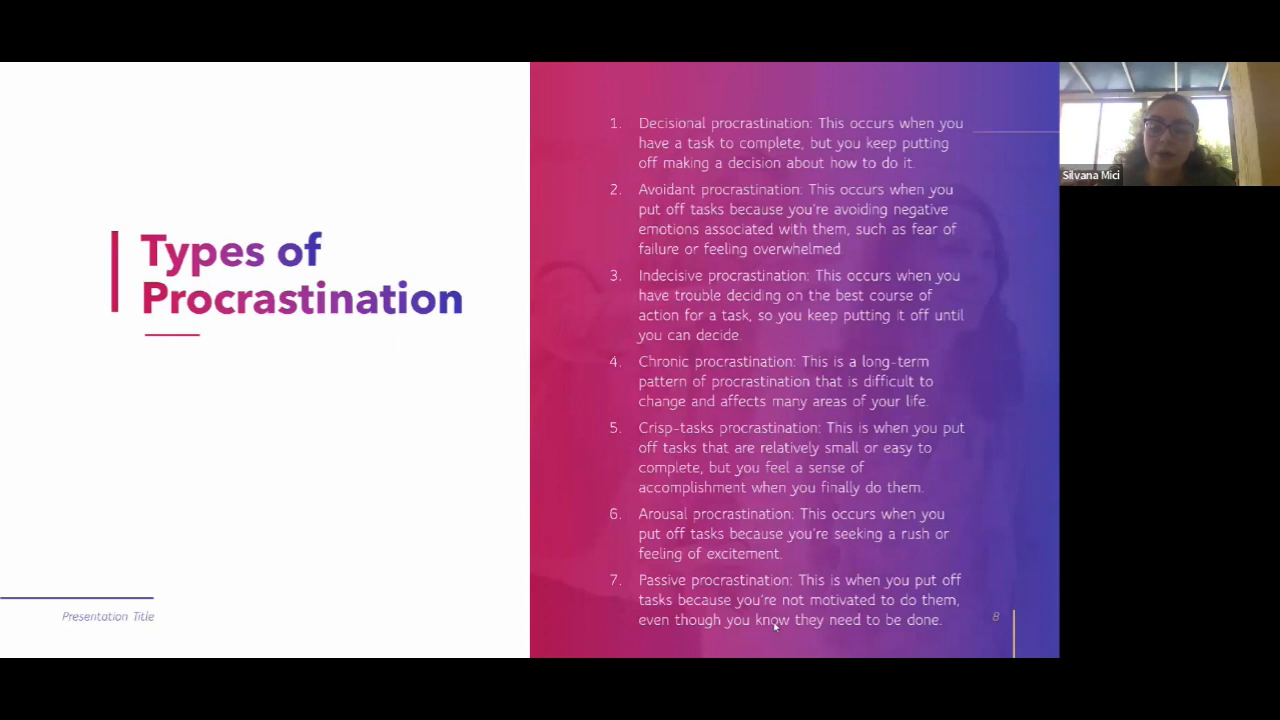 Types of
Procrastination
Presentation Title
1. Decisional procrastination: This occurs when you
have a task to complete, but you keep putting
off making a decision about how to do it.
2. Avoidant procrastination: This occurs when you
put off tasks because you're avoiding negative
emotions associated with them, such as fear of
failure or feeling overwhelmed.
3. Indecisive procrastination: This occurs when you
have trouble deciding on the best course of
action for a task, so you keep putting it off until
you can decide.
4. Chronic procrastination: This is a long-term
pattern of procrastination that is difficult to
change and affects many areas of your life.
5. Crisp-tasks procrastination: This is when you put
off tasks that are relatively small or easy to
complete, but you feel a sense of
accomplishment when you finally do them.
6. Arousal procrastination: This occurs when you
put off tasks because you're seeking a rush or
feeling of excitement.
7. Passive procrastination: This is when you put off
tasks because you're not motivated to do them,
even though you know they need to be done.
8
Silvana Mici